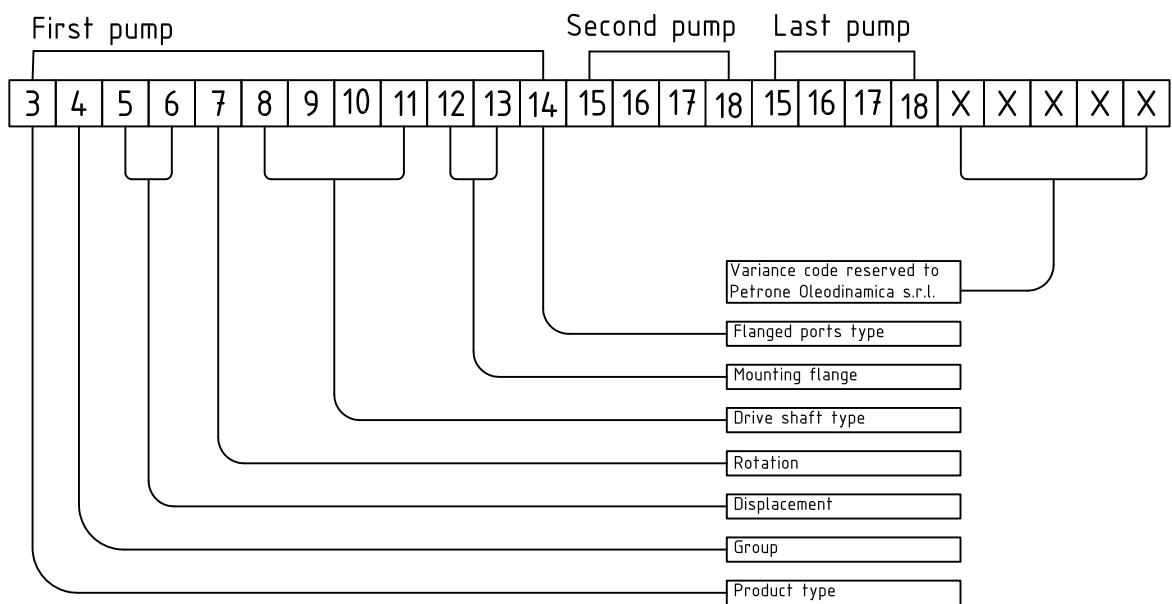 First pump Second pump Last pump
3 4 5 6 7 8 9 10 11 12 13 14 15 16 17 18 15 16 17 18 X X X X X
Variance code reserved to
Petrone Oleodinamica s.r.l.
Flanged ports type
Mounting flange
Drive shaft type
Rotation
Displacement
Group
Product type